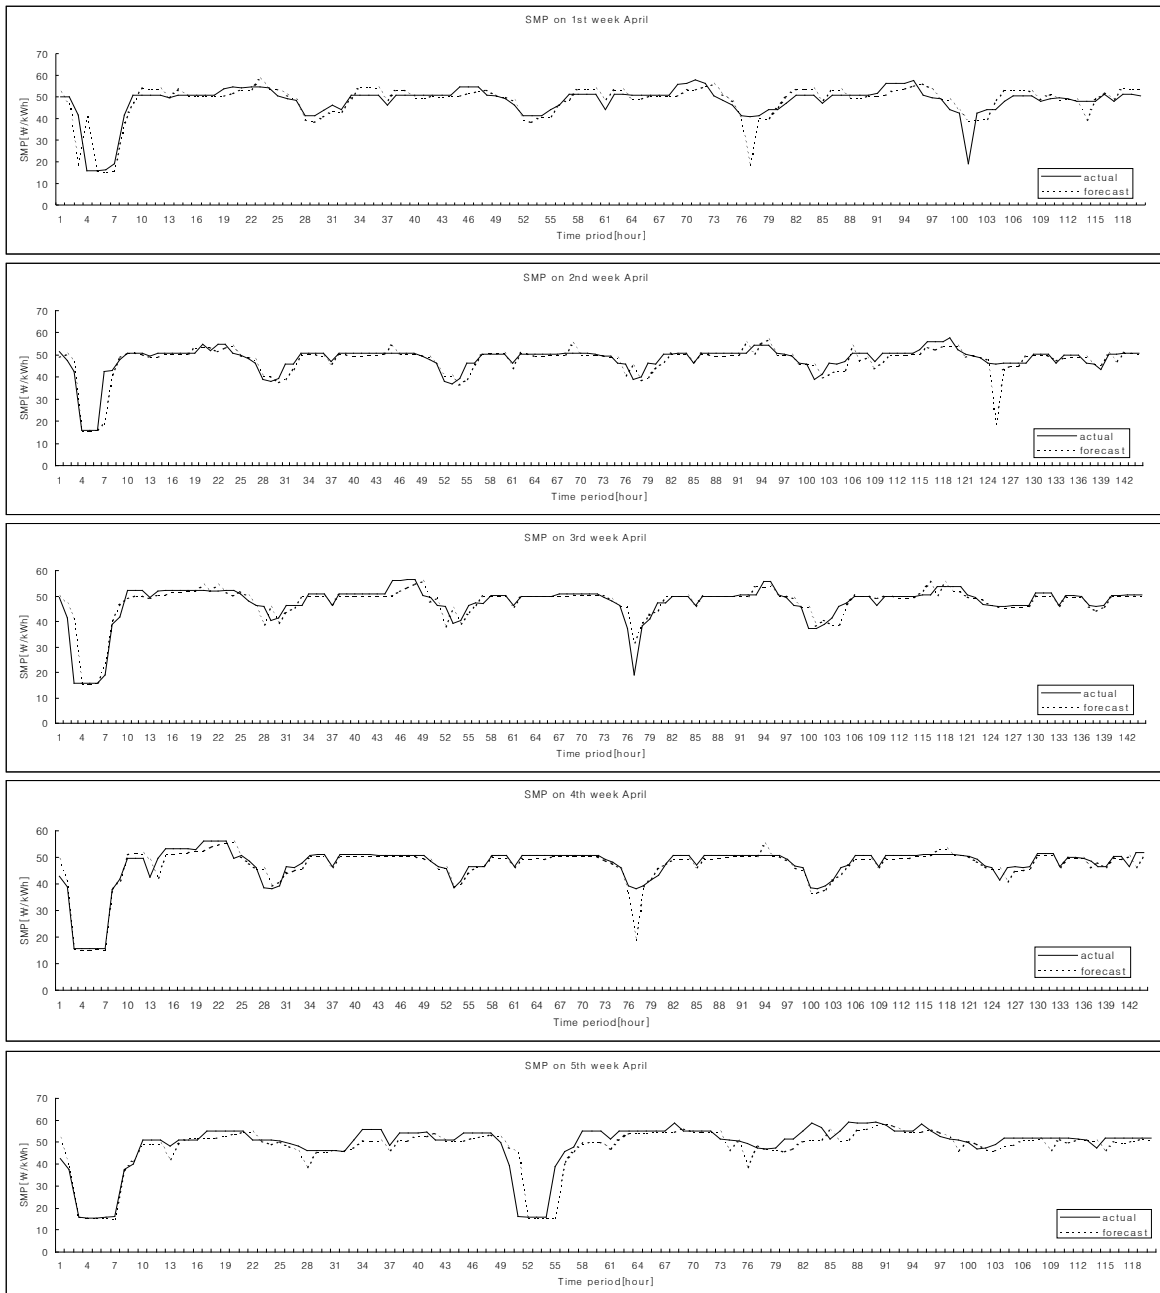 SMP on 1st week April
70
60
50
40
30
20
10
0
SMP[₩/kWh]
1 4 7 10 13 16 19 22 25 28 31 34 37 40 43 46 49 52 55 58 61 64 67 70 73 76 79 82 85 88 91 94 97 100 103 106 109 112 115 118
Time priod[hour]
actual
forecast
SMP on 2nd week April
70
60
50
40
30
20
10
0
SMP[₩/kWh]
1 4 7 10 13 16 19 22 25 28 31 34 37 40 43 46 49 52 55 58 61 64 67 70 73 76 79 82 85 88 91 94 97 100 103 106 109 112 115 118 121 124 127 130 133 136 139 142
Time period[hour]
actual
forecast
SMP on 3rd week April
60
50
40
30
20
10
0
SMP[₩/kWh]
1 4 7 10 13 16 19 22 25 28 31 34 37 40 43 46 49 52 55 58 61 64 67 70 73 76 79 82 85 88 91 94 97 100 103 106 109 112 115 118 121 124 127 130 133 136 139 142
Time priod[hour]
actual
forecast
SMP on 4th week April
60
50
40
30
20
10
0
SMP[₩/kWh]
1 4 7 10 13 16 19 22 25 28 31 34 37 40 43 46 49 52 55 58 61 64 67 70 73 76 79 82 85 88 91 94 97 100 103 106 109 112 115 118 121 124 127 130 133 136 139 142
Time period[hour]
actual
forecast
SMP on 5th week April
70
60
50
40
30
20
10
0
SMP[₩/kWh]
1 4 7 10 13 16 19 22 25 28 31 34 37 40 43 46 49 52 55 58 61 64 67 70 73 76 79 82 85 88 91 94 97 100 103 106 109 112 115 118
Time period[hour]
actual
forecast